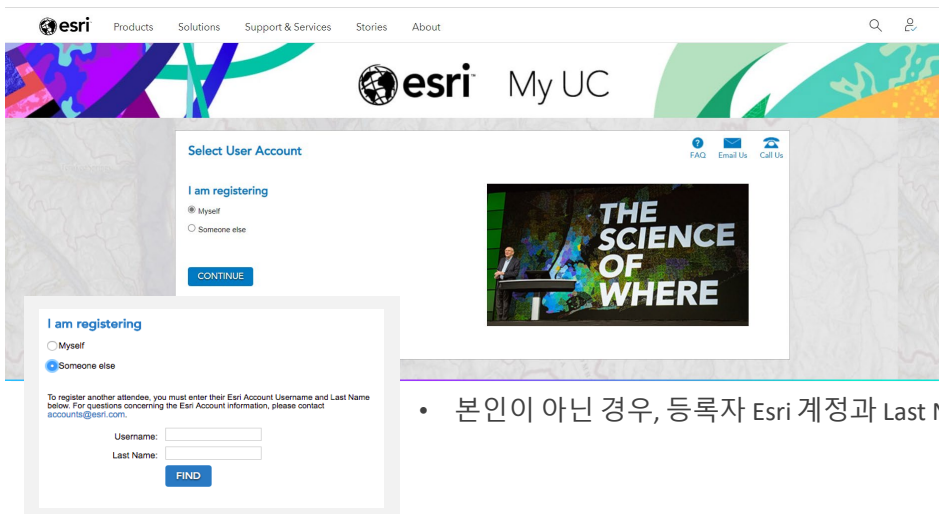 esri Products Solutions Support & Services Stories About
esri My UC
Select User Account
FAQ Email Us Call Us
I am registering
Myself
Someone else
CONTINUE
THE
SCIENCE
OF
WHERE
I am registering
Myself
Someone else
To register another attendee, you must enter their Esri Account Username and Last Name
below. For questions concerning the Esri Account information, please contact
accounts@esri.com.
Username:
Last Name:
FIND
• 본인이 아닌 경우, 등록자 Esri 계정과 Last